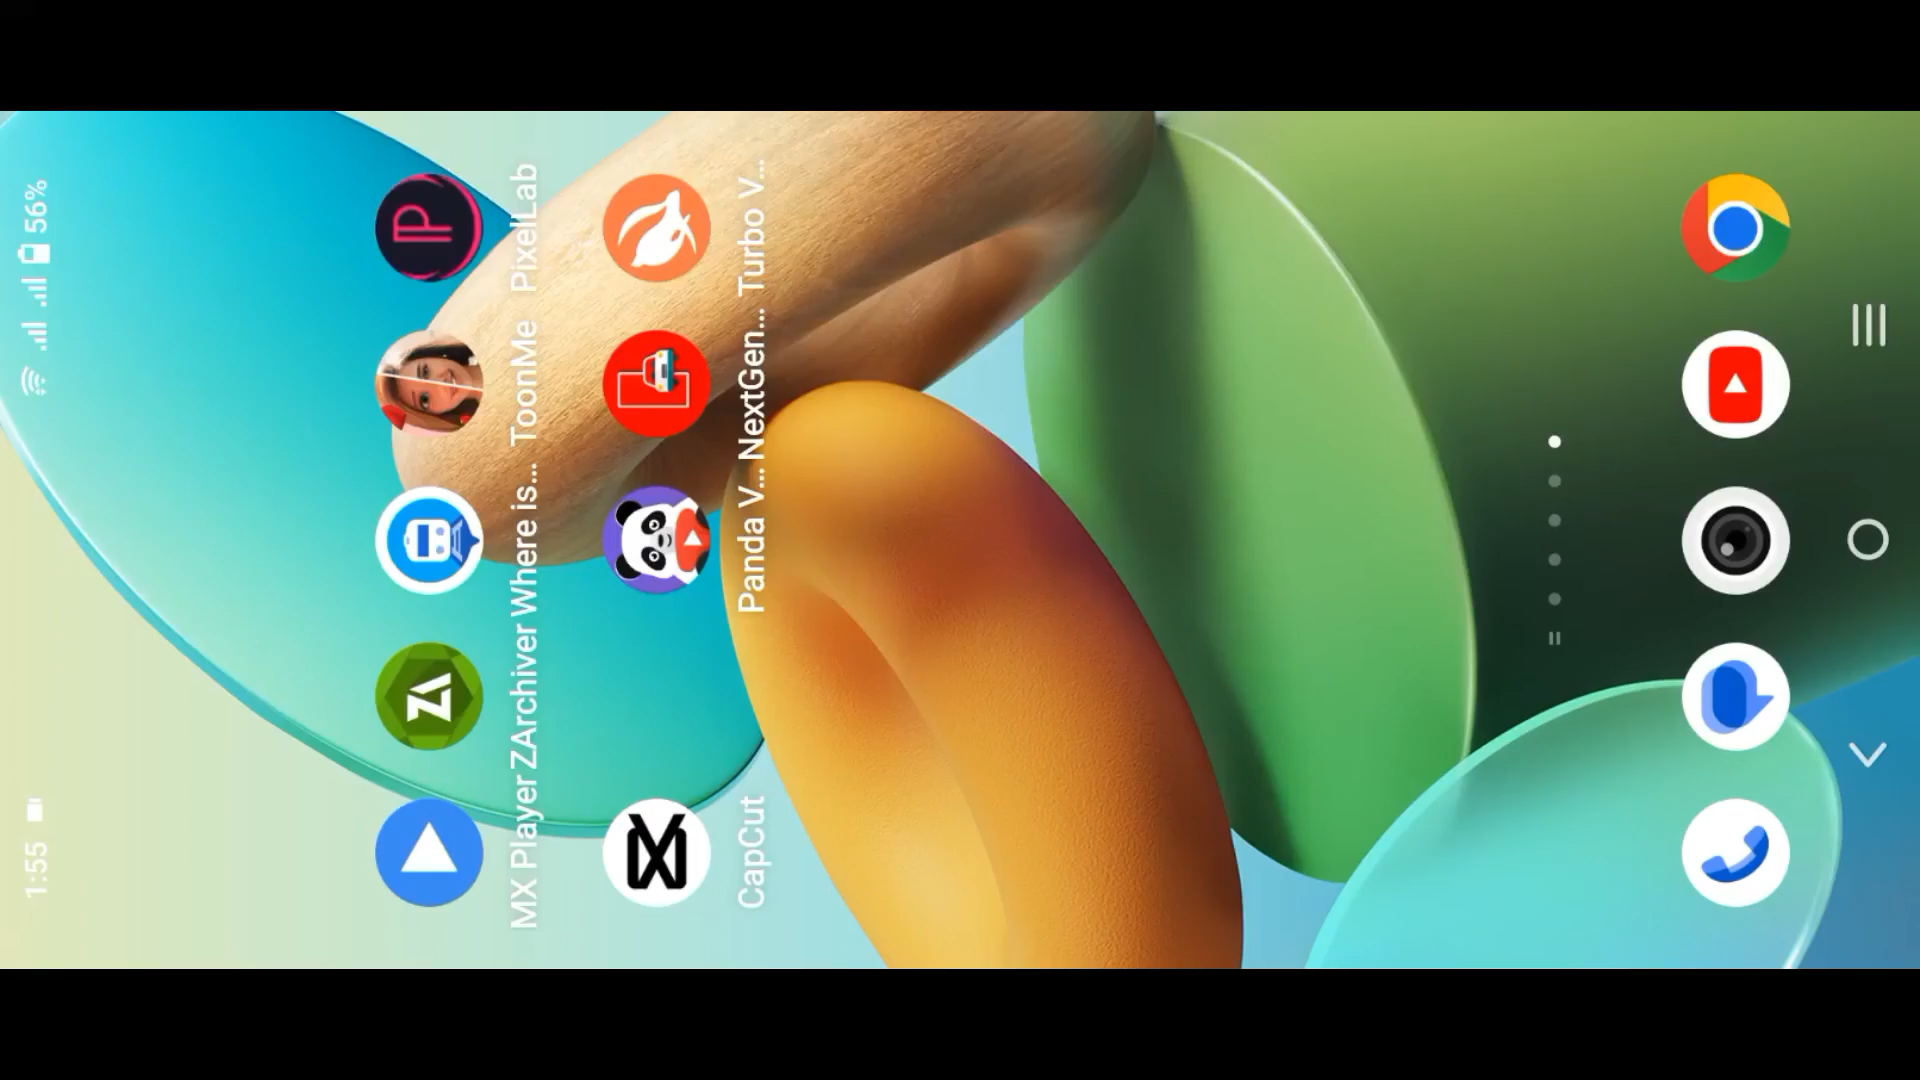 1:55 56%
MX Player ZArchiver Where is... ToonMe PixelLab
CapCut Panda V... NextGen... Turbo V...